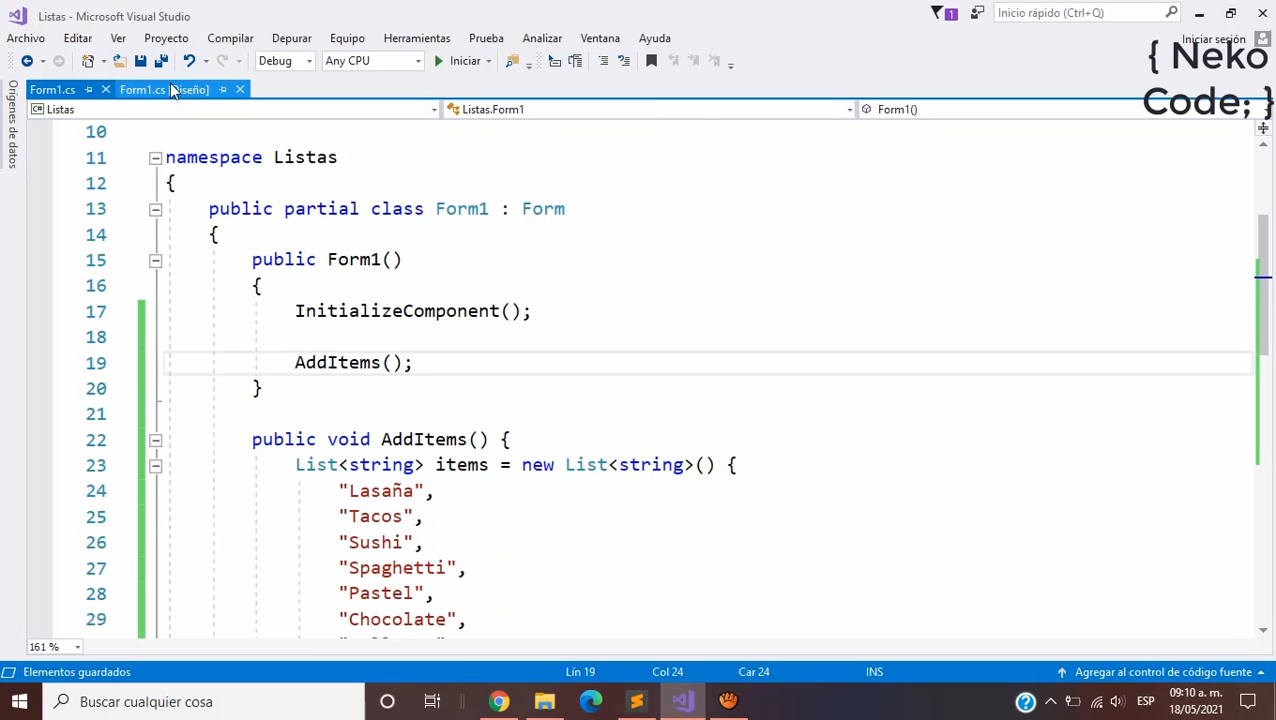 Listas - Microsoft Visual Studio
1
Inicio rápido (Ctrl+Q)
Archivo Editar Ver Proyecto Compilar Depurar Equipo Herramientas Prueba Analizar Ventana Ayuda
Iniciar sesión
Debug Any CPU Iniciar
{ Neko
Code; }
Form1.cs Form1.cs [Diseño]
Listas Listas.Form1 Form1()
Orígenes de datos
10
11 namespace Listas
12 {
13 public partial class Form1 : Form
14 {
15 public Form1()
16 {
17 InitializeComponent();
18
19 AddItems();
20 }
21
22 public void AddItems() {
23 List<string> items = new List<string>() {
24 "Lasaña",
25 "Tacos",
26 "Sushi",
27 "Spaghetti",
28 "Pastel",
29 "Chocolate",
161 %
Elementos guardados Lín 19 Col 24 Car 24 INS Agregar al control de código fuente
Buscar cualquier cosa
ESP
09:10 a. m.
18/05/2021